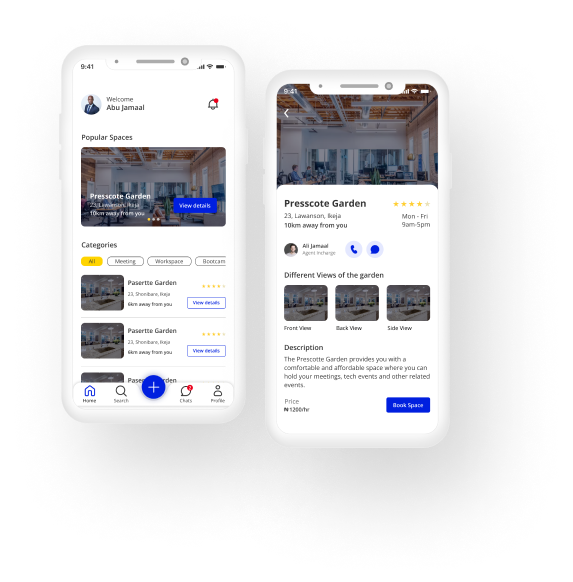 9:41
Welcome
Abu Jamaal
Popular Spaces
Prescote Garden
23, Lawanson, Ikeja
10km away from you
View details
Categories
All
Meeting
Workspace
Bootcam
Pasertte Garden
23, Shonibare, Ikeja
6km away from you
View details
Pasertte Garden
23, Shonibare, Ikeja
6km away from you
View details
Garden
Home
Search
Chats
Profile
9:41
Presscote Garden
23, Lawanson, Ikeja
10km away from you
Mon - Fri
9am-5pm
Ali Jamaal
Agent Incharge
Different Views of the garden
Front View
Back View
Side View
Description
The Prescotte Garden provides you with a
comfortable and affordable space where you can
hold your meetings, tech events and other related
events.
Price
₦1200/hr
Book Space